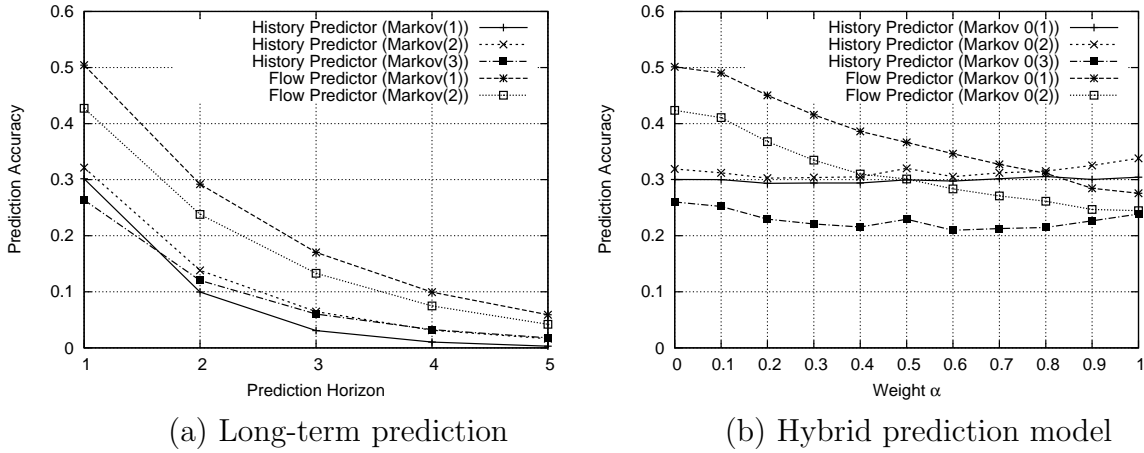 0.6
0.5
0.4
0.3
0.2
0.1
0
Prediction Accuracy
History Predictor (Markov(1))
History Predictor (Markov(2))
History Predictor (Markov(3))
Flow Predictor (Markov(1))
Flow Predictor (Markov(2))
1 2 3 4 5
Prediction Horizon
(a) Long-term prediction
0.6
0.5
0.4
0.3
0.2
0.1
0
Prediction Accuracy
History Predictor (Markov 0(1))
History Predictor (Markov 0(2))
History Predictor (Markov 0(3))
Flow Predictor (Markov 0(1))
Flow Predictor (Markov 0(2))
0 0.1 0.2 0.3 0.4 0.5 0.6 0.7 0.8 0.9 1
Weight α
(b) Hybrid prediction model